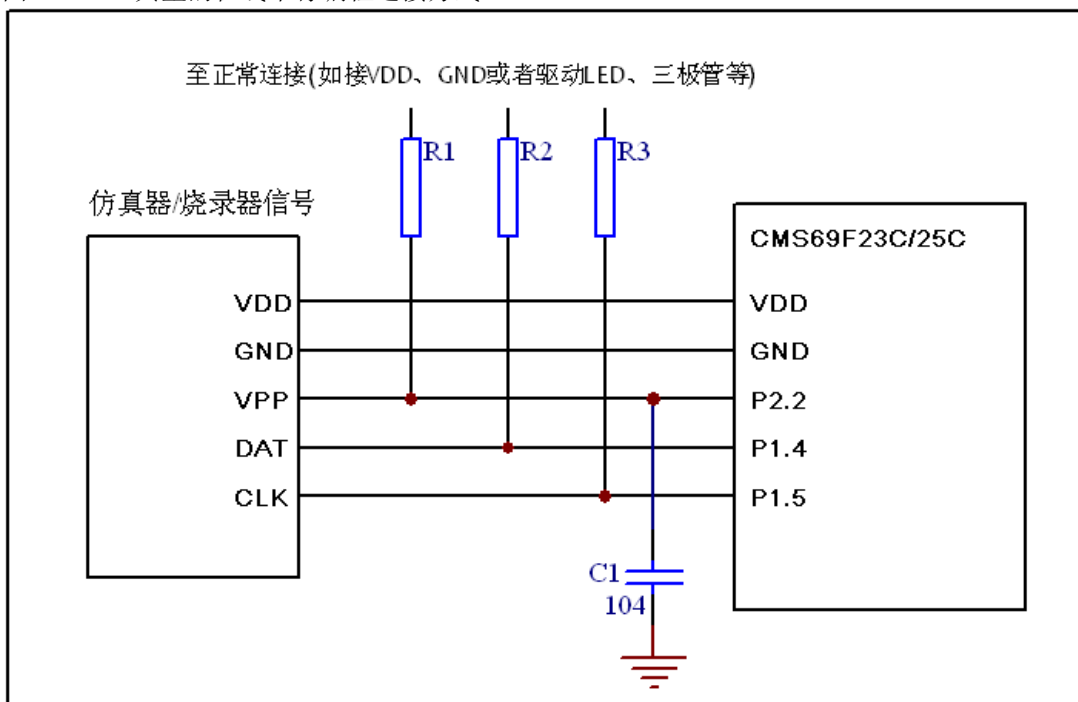 至正常连接(如接VDD、GND或者驱动LED、三极管等)
R1
R2
R3
仿真器/烧录器信号
CMS69F23C/25C
VDD
VDD
GND
GND
VPP
P2.2
DAT
P1.4
CLK
P1.5
C1
104